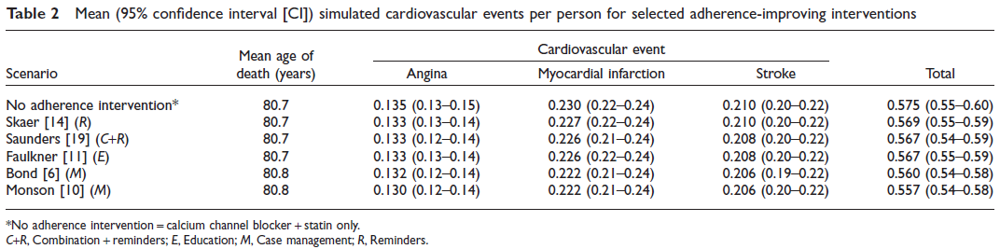 Table 2 Mean (95% confidence interval [CI]) simulated cardiovascular events per person for selected adherence-improving interventions
Cardiovascular event
Mean age of
Scenario death (years) Angina Myocardial infarction Stroke Total
No adherence intervention* 80.7 0.135 (0.13–0.15) 0.230 (0.22–0.24) 0.210 (0.20–0.22) 0.575 (0.55–0.60)
Skaer [14] (R) 80.7 0.133 (0.13–0.14) 0.227 (0.22–0.24) 0.210 (0.20–0.22) 0.569 (0.55–0.59)
Saunders [19] (C+R) 80.7 0.133 (0.12–0.14) 0.226 (0.21–0.24) 0.208 (0.20–0.22) 0.567 (0.54–0.59)
Faulkner [11] (E) 80.7 0.133 (0.13–0.14) 0.226 (0.22–0.24) 0.208 (0.20–0.22) 0.567 (0.55–0.59)
Bond [6] (M) 80.8 0.132 (0.12–0.14) 0.222 (0.21–0.24) 0.206 (0.19–0.22) 0.560 (0.54–0.58)
Monson [10] (M) 80.8 0.130 (0.12–0.14) 0.222 (0.21–0.24) 0.206 (0.20–0.22) 0.557 (0.54–0.58)
*No adherence intervention = calcium channel blocker + statin only.
C+R, Combination + reminders; E, Education; M, Case management; R, Reminders.